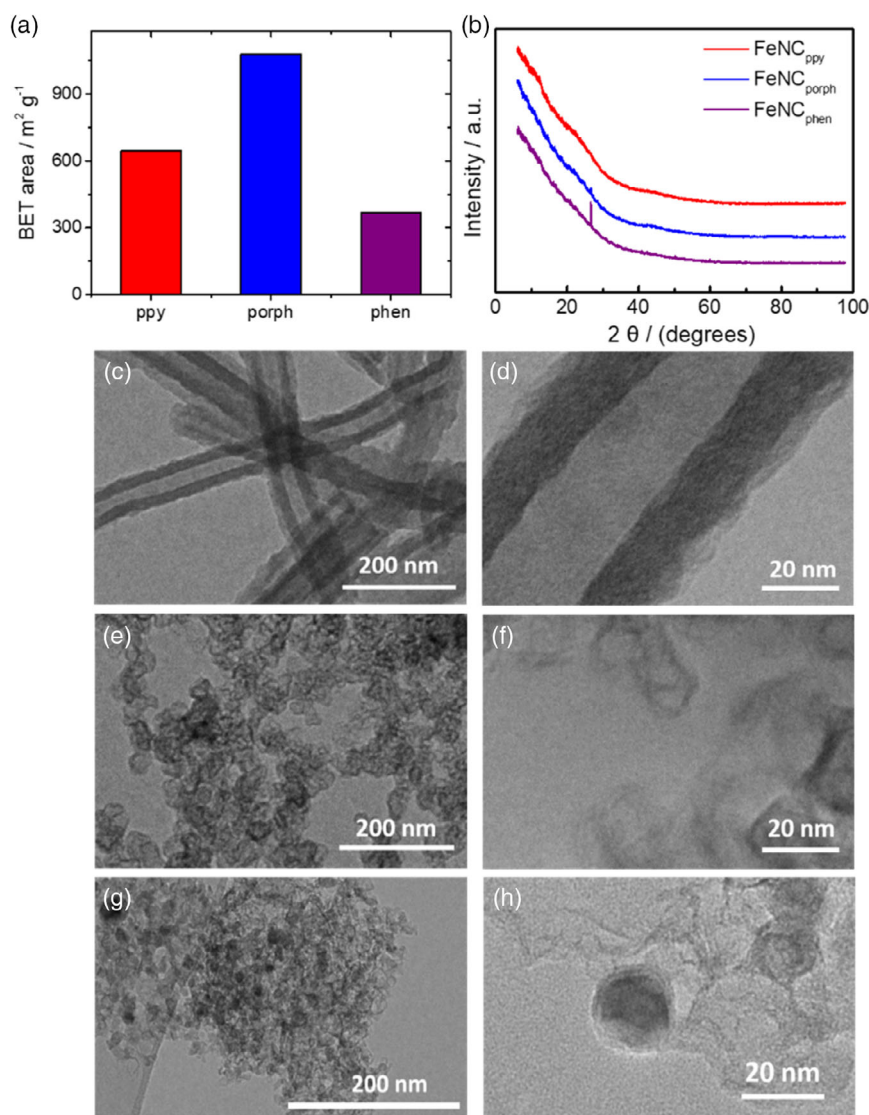 (a)
BET area / m² g⁻¹
900
600
300
0
ppy porph phen
(b)
Intensity / a.u.
FeNCppy
FeNCporph
FeNCphen
0 20 40 60 80 100
2 θ / (degrees)
(c)
200 nm
(d)
20 nm
(e)
200 nm
(f)
20 nm
(g)
200 nm
(h)
20 nm